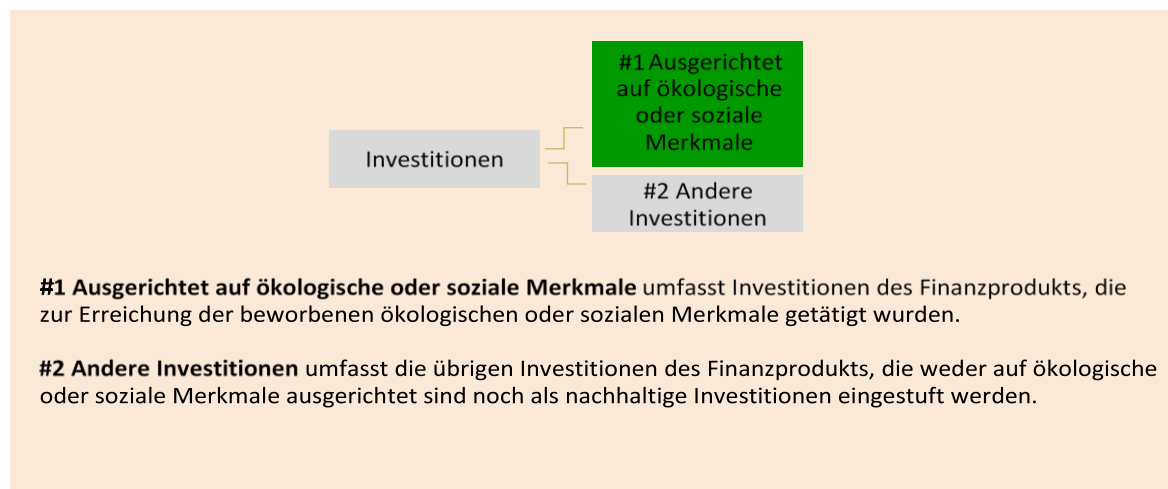 #1 Ausgerichtet
auf ökologische
oder soziale
Merkmale
Investitionen
#2 Andere
Investitionen
#1 Ausgerichtet auf ökologische oder soziale Merkmale umfasst Investitionen des Finanzprodukts, die
zur Erreichung der beworbenen ökologischen oder sozialen Merkmale getätigt wurden.
#2 Andere Investitionen umfasst die übrigen Investitionen des Finanzprodukts, die weder auf ökologische
oder soziale Merkmale ausgerichtet sind noch als nachhaltige Investitionen eingestuft werden.